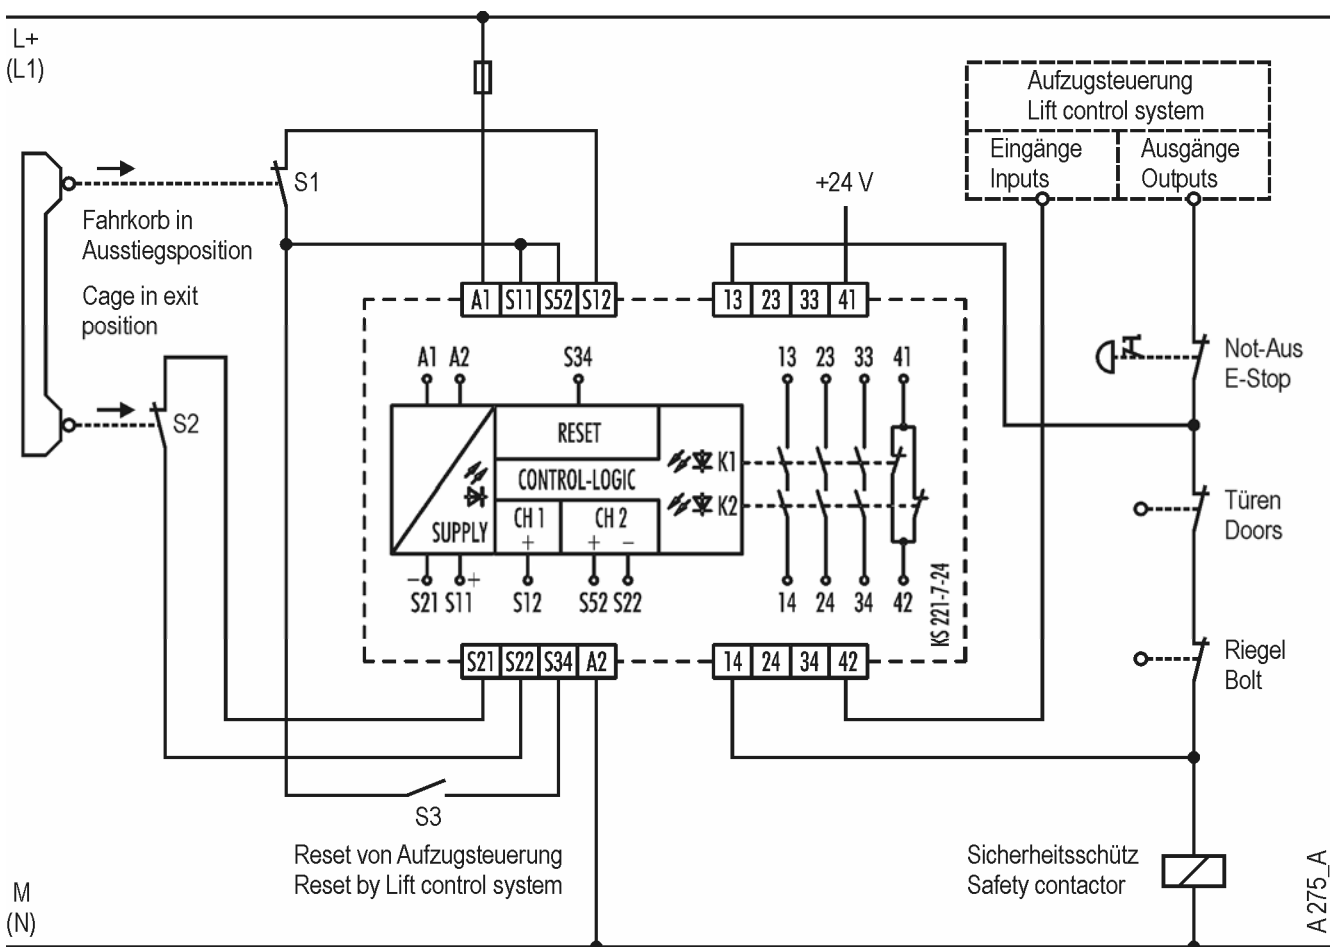 L+
(L1)
Aufzugsteuerung
Lift control system
Eingänge
Inputs
Ausgänge
Outputs
S1
+24 V
Fahrkorb in
Ausstiegsposition
Cage in exit
position
A1 S11 S52 S12
13 23 33 41
A1 A2 S34 13 23 33 41
Not-Aus
E-Stop
S2
RESET
K1
CONTROL-LOGIC
K2
SUPPLY
CH 1
+
CH 2
+ −
Türen
Doors
− +
S21 S11 S12 S52 S22 14 24 34 42
KS 221-7-24
S21 S22 S34 A2
14 24 34 42
Riegel
Bolt
S3
Reset von Aufzugsteuerung
Reset by Lift control system
Sicherheitsschütz
Safety contactor
M
(N)
A 275_A